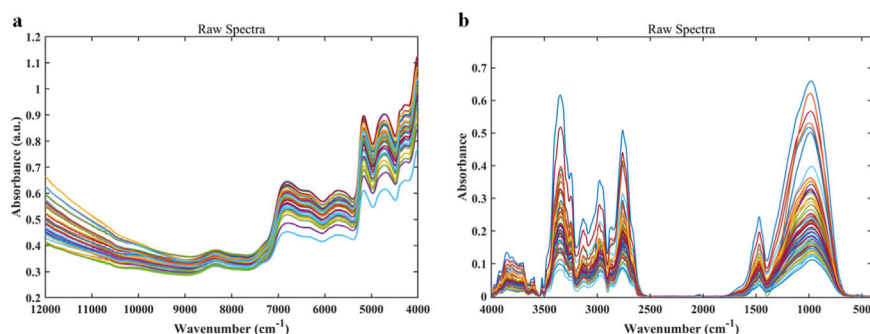 a
Raw Spectra
1.2
1.1
1
0.9
0.8
0.7
0.6
0.5
0.4
0.3
0.2
Absorbance (a.u.)
12000 11000 10000 9000 8000 7000 6000 5000 4000
Wavenumber (cm⁻¹)
b
Raw Spectra
0.7
0.6
0.5
0.4
0.3
0.2
0.1
0
Absorbance
4000 3500 3000 2500 2000 1500 1000 500
Wavenumber (cm⁻¹)